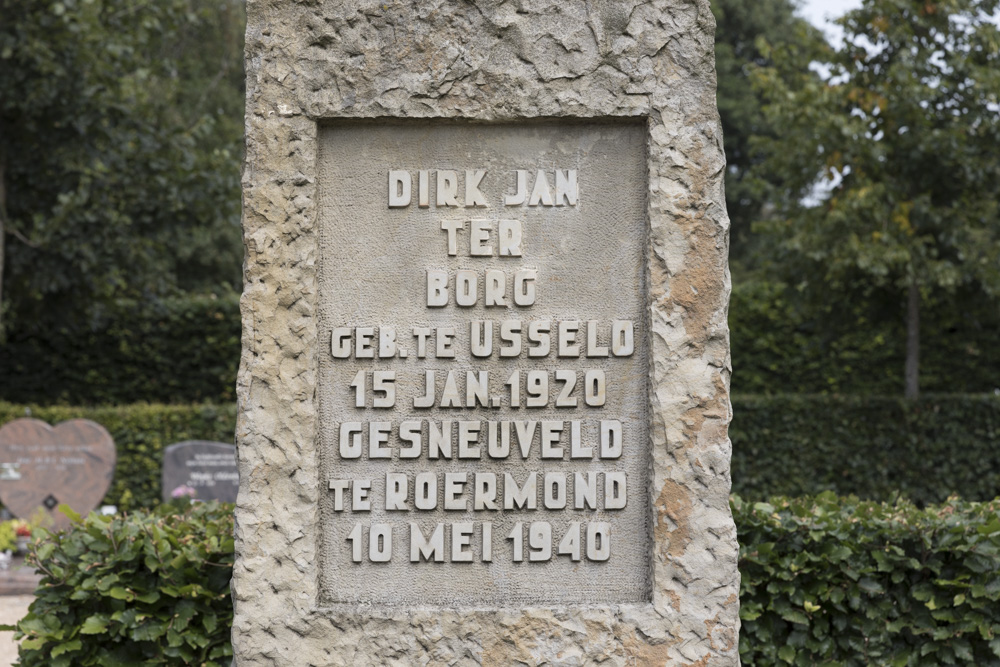 DIRK JAN
TER
BORG
GEB. TE USSELO
15 JAN. 1920
GESNEUVELD
TE ROERMOND
10 MEI 1940